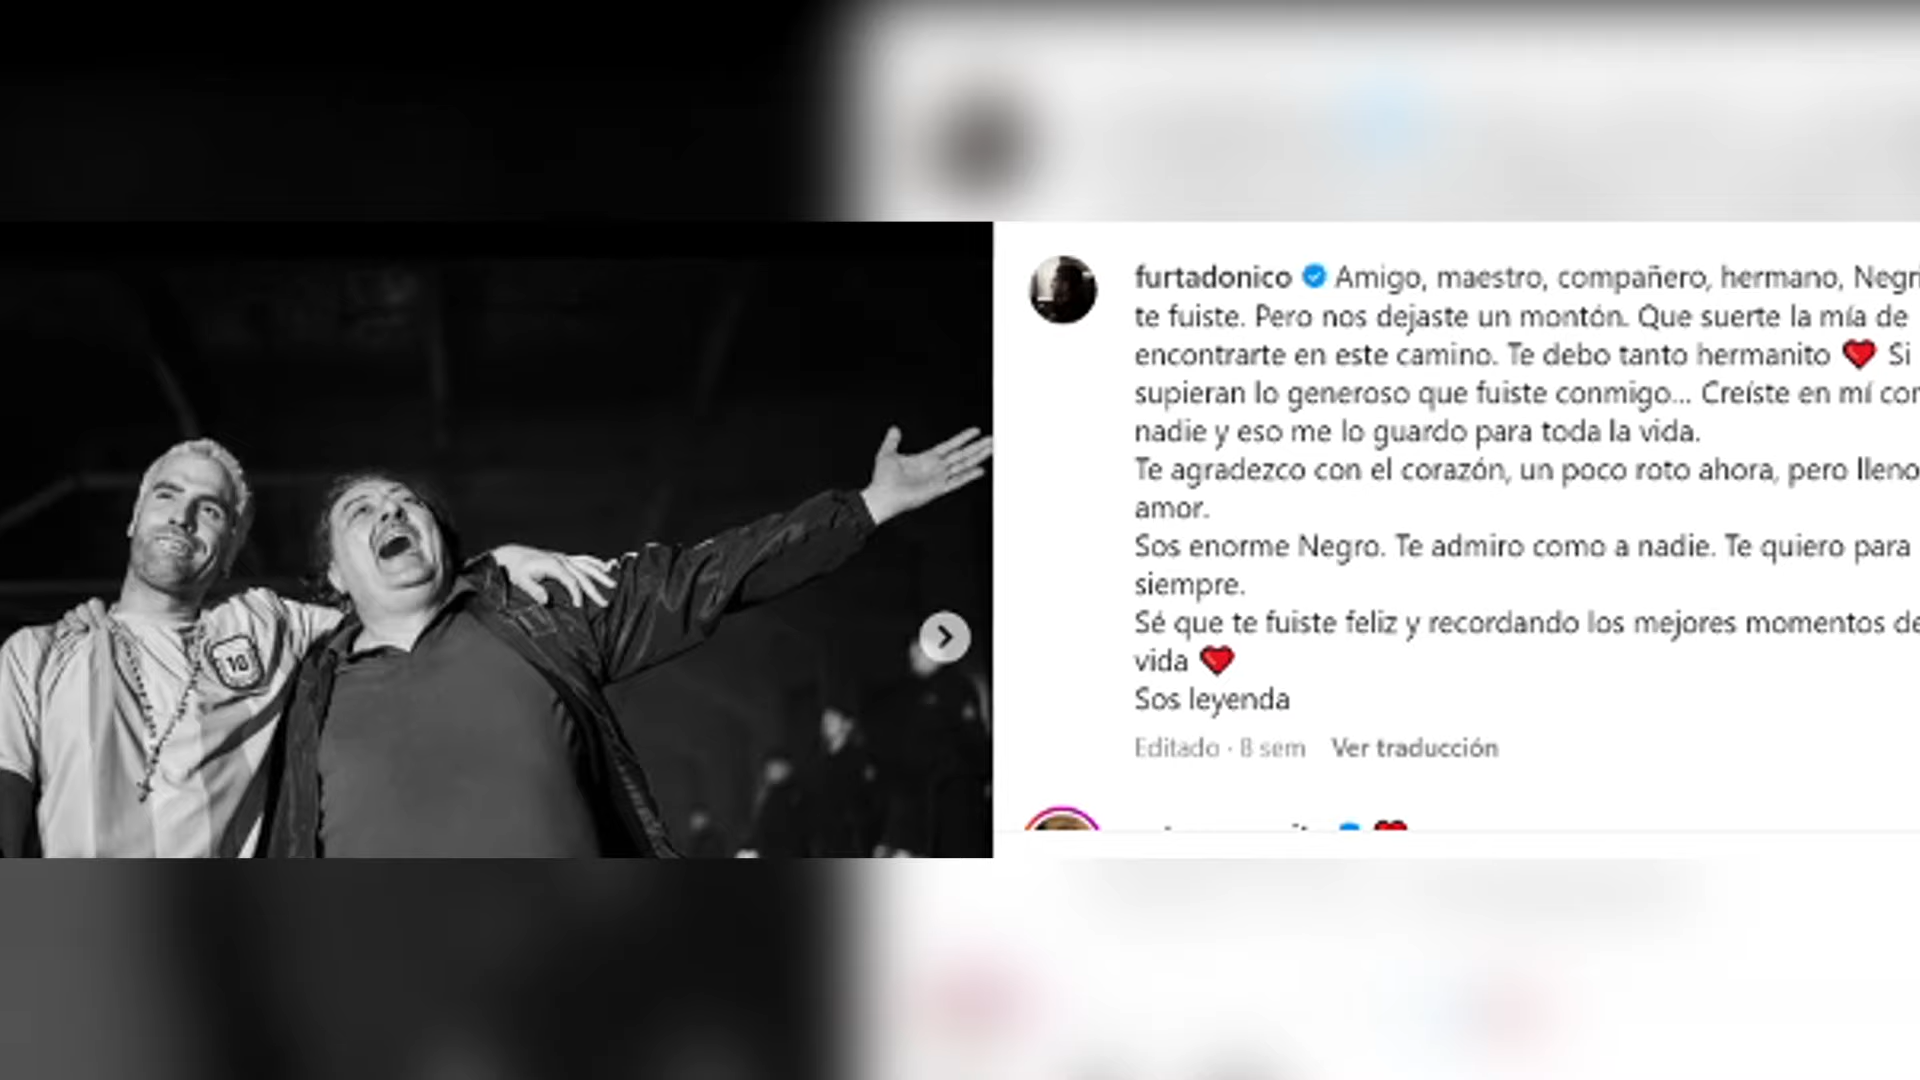 furtadonico Amigo, maestro, compañero, hermano, Negri
te fuiste. Pero nos dejaste un montón. Que suerte la mía de
encontrarte en este camino. Te debo tanto hermanito ❤️ Si
supieran lo generoso que fuiste conmigo... Creíste en mí
nadie y eso me lo guardo para toda la vida.
Te agradezco con el corazón, un poco roto ahora, pero lleno
amor.
Sos enorme Negro. Te admiro como a nadie. Te quiero para
siempre.
Sé que te fuiste feliz y recordando los mejores momentos de
vida ❤️
Sos leyenda
Editado · 8 sem Ver traducción
10